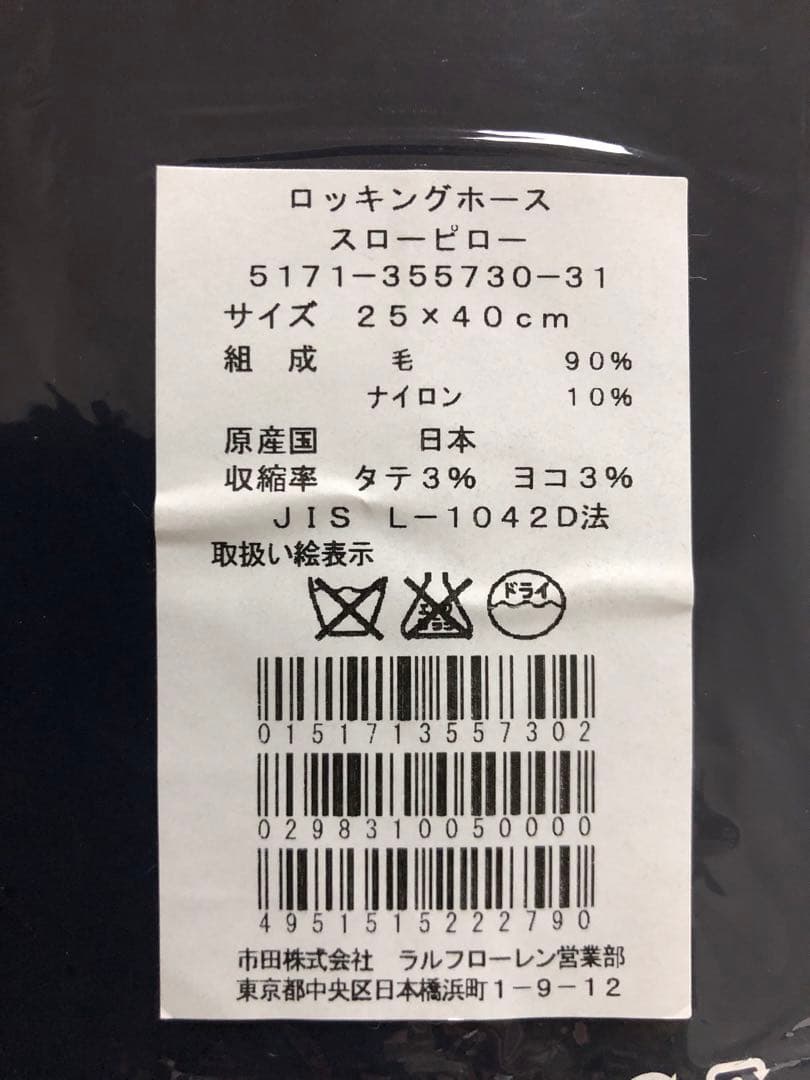 ロッキングホース
スローピロー
5171-355730-31
サイズ 25×40cm
組成 毛 90%
ナイロン 10%
原産国 日本
収縮率 タテ3% ヨコ3%
JIS L-1042D法
取扱い絵表示
ドライ
0151713557302
0298310050000
4951515222790
市田株式会社 ラルフローレン営業部
東京都中央区日本橋浜町1-9-12